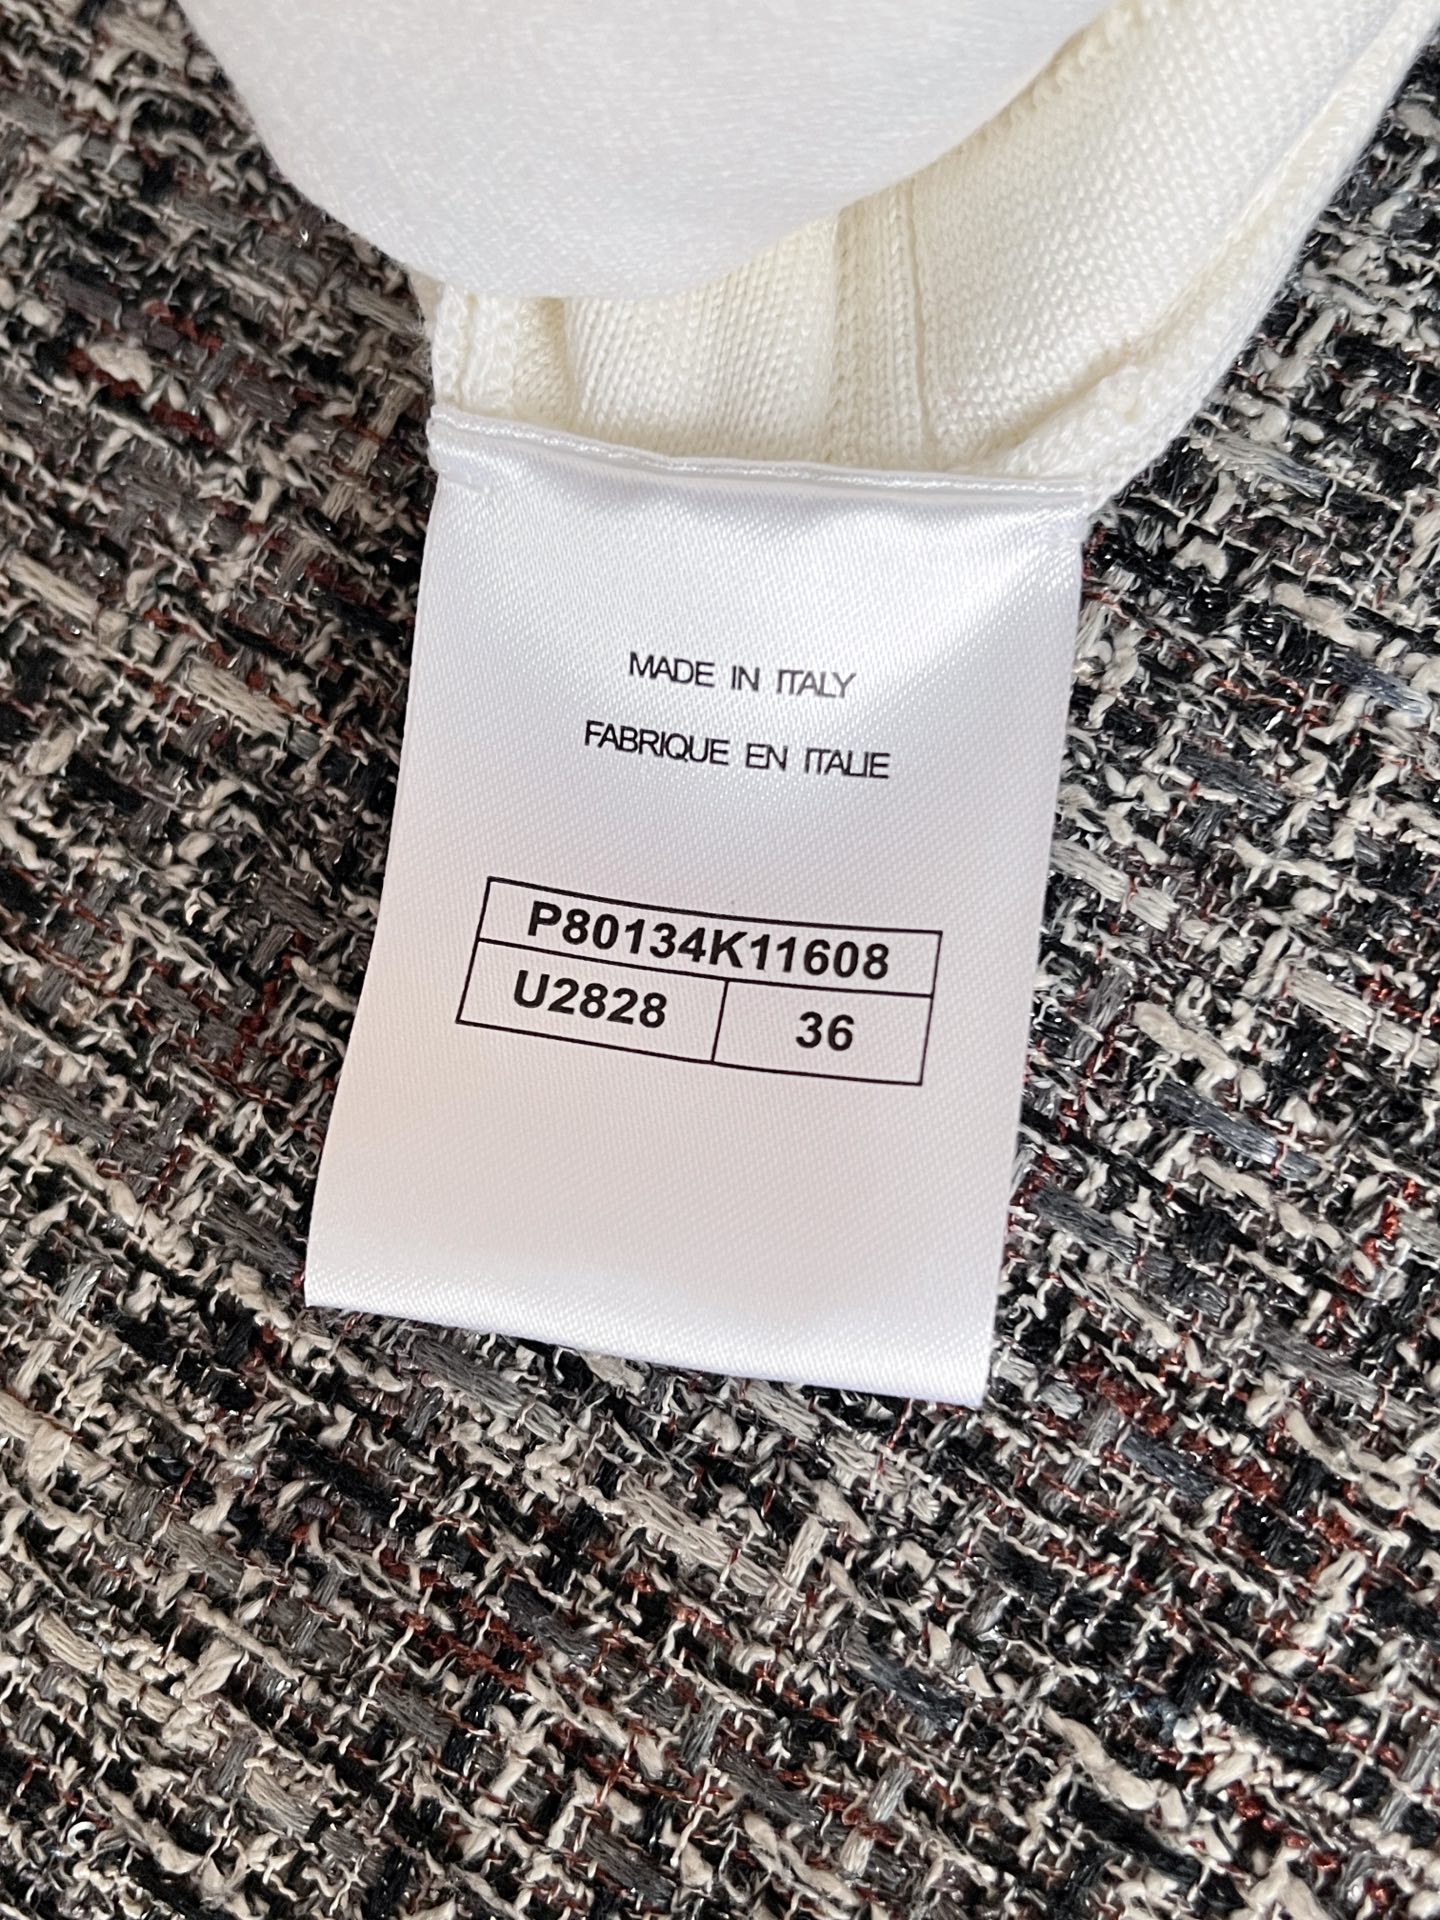 MADE IN ITALY
FABRIQUE EN ITALIE
P80134K11608
U2828 36